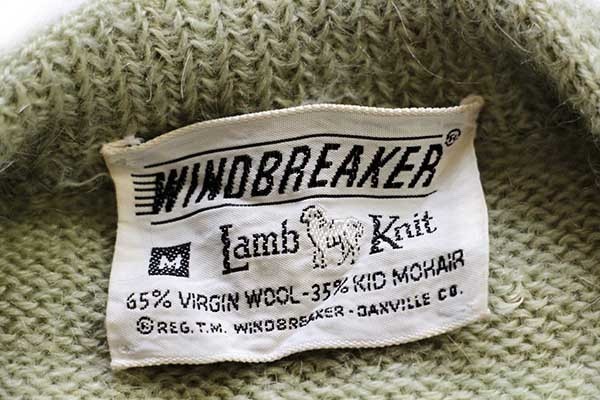 WINDBREAKER®
Lamb Knit
M
65% VIRGIN WOOL-35% KID MOHAIR
®REG.T.M. WINDBREAKER-DANVILLE CO.